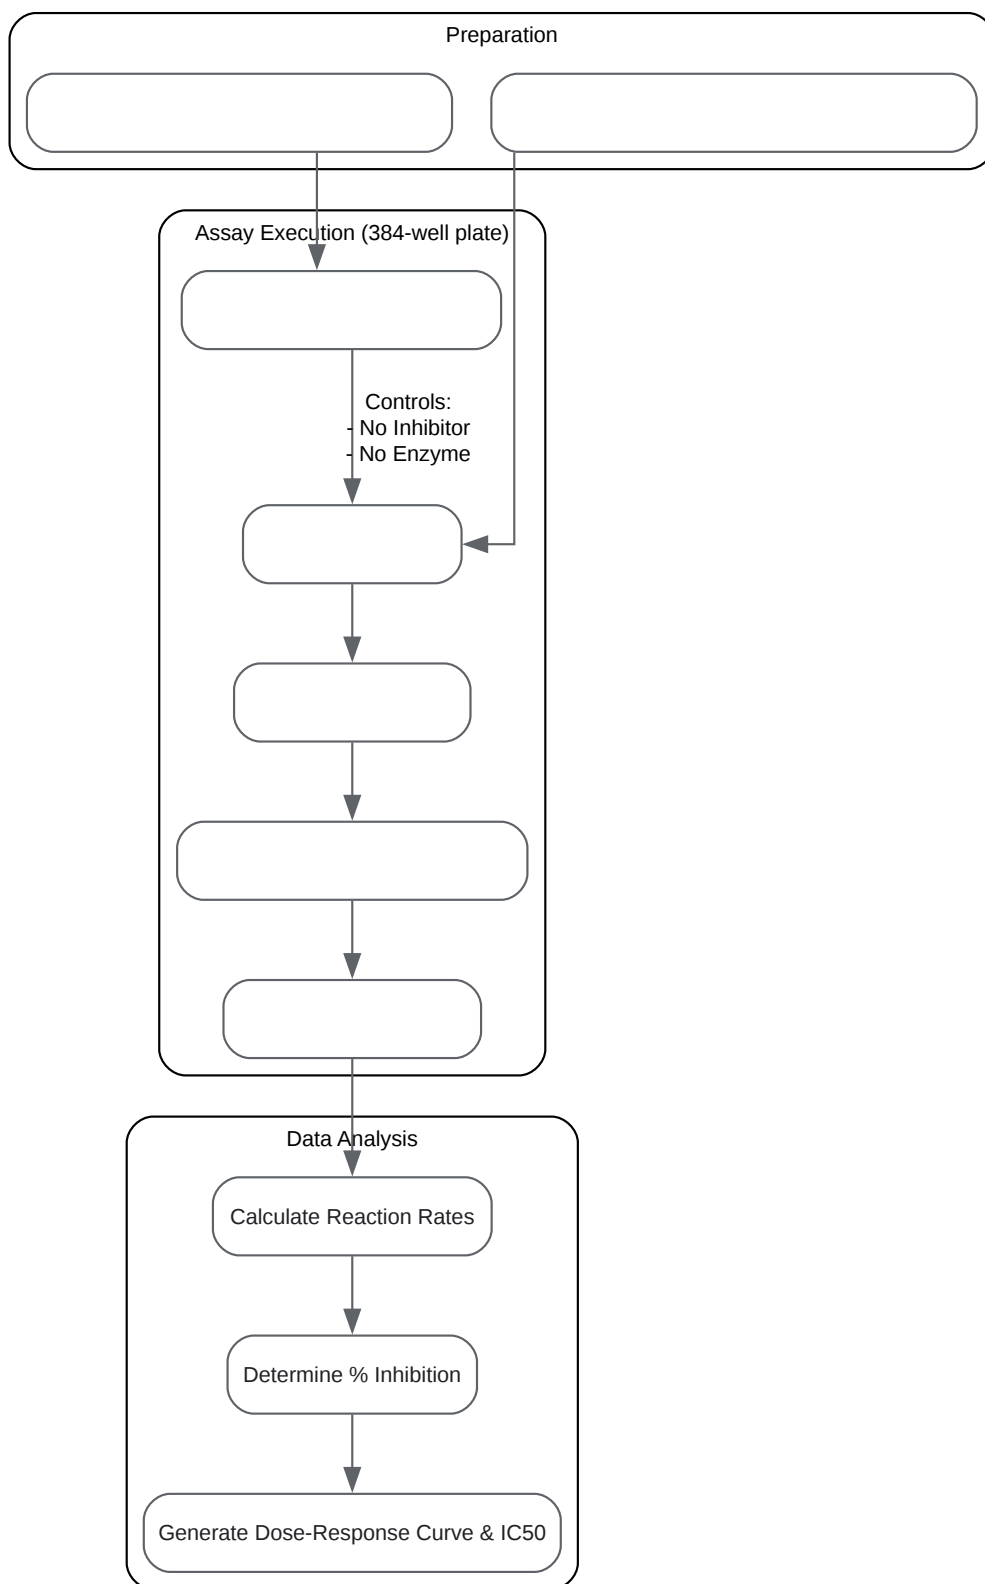 Preparation
Assay Execution (384-well plate)
Controls:
- No Inhibitor
- No Enzyme
Data Analysis
Calculate Reaction Rates
Determine % Inhibition
Generate Dose-Response Curve & IC50